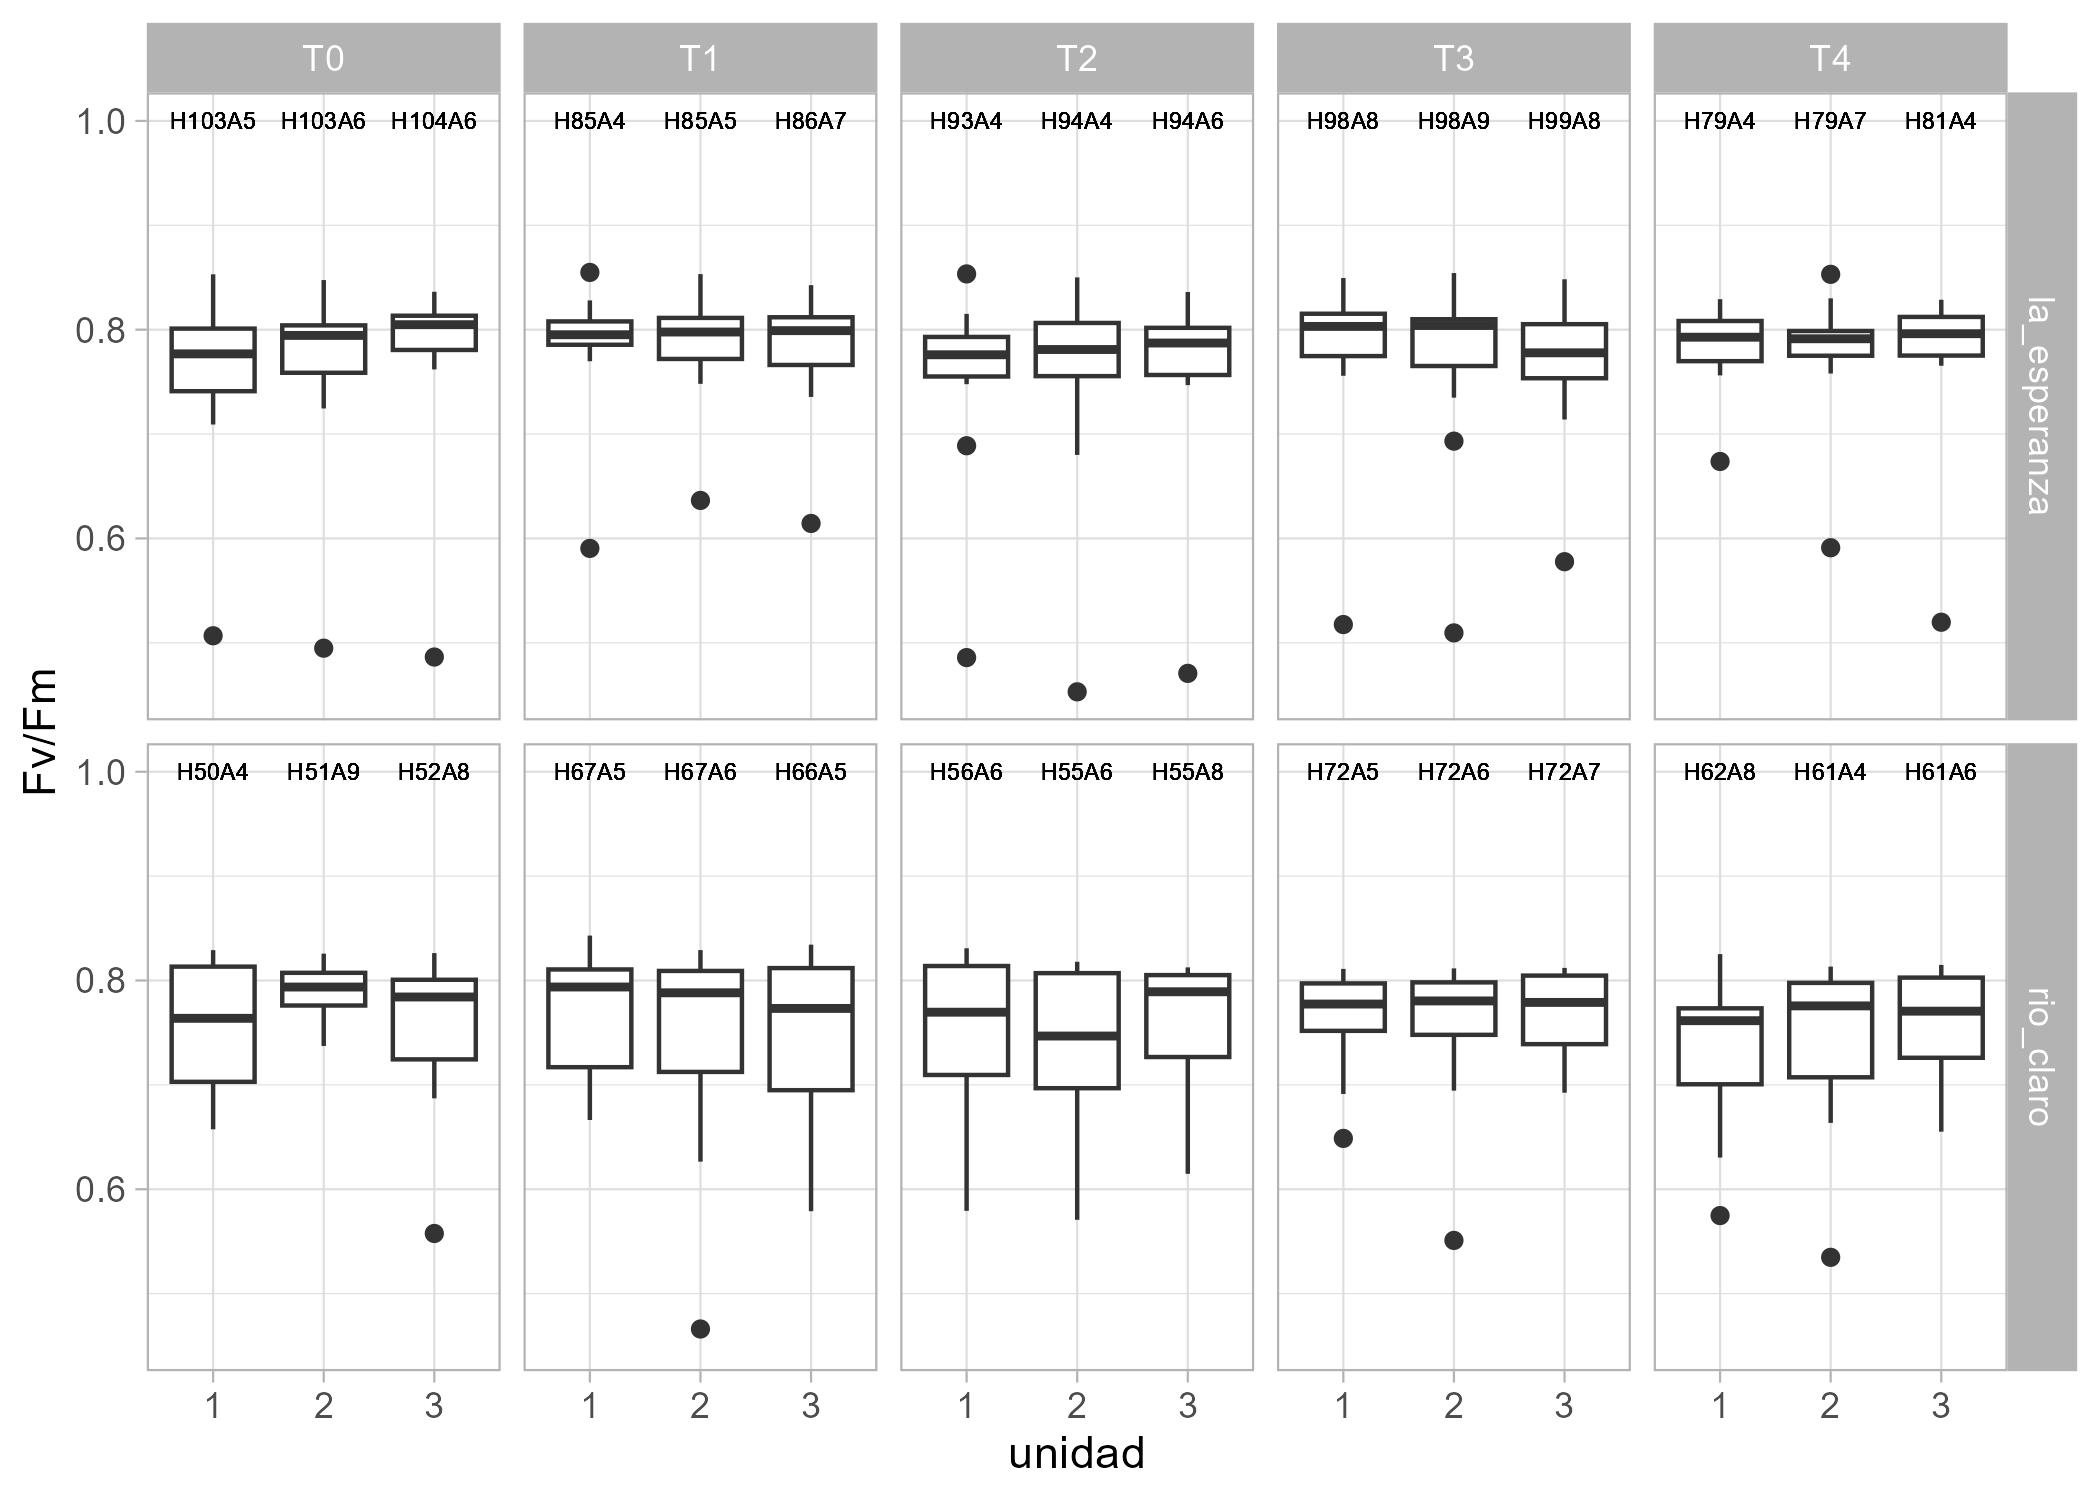 T0 T1 T2 T3 T4
1.0 H103A5 H103A6 H104A6 H85A4 H85A5 H86A7 H93A4 H94A4 H94A6 H98A8 H98A9 H99A8 H79A4 H79A7 H81A4
0.8
0.6
la_esperanza
Fv/Fm
1.0 H50A4 H51A9 H52A8 H67A5 H67A6 H66A5 H56A6 H55A6 H55A8 H72A5 H72A6 H72A7 H62A8 H61A4 H61A6
0.8
0.6
rio_claro
1 2 3 1 2 3 1 2 3 1 2 3 1 2 3
unidad